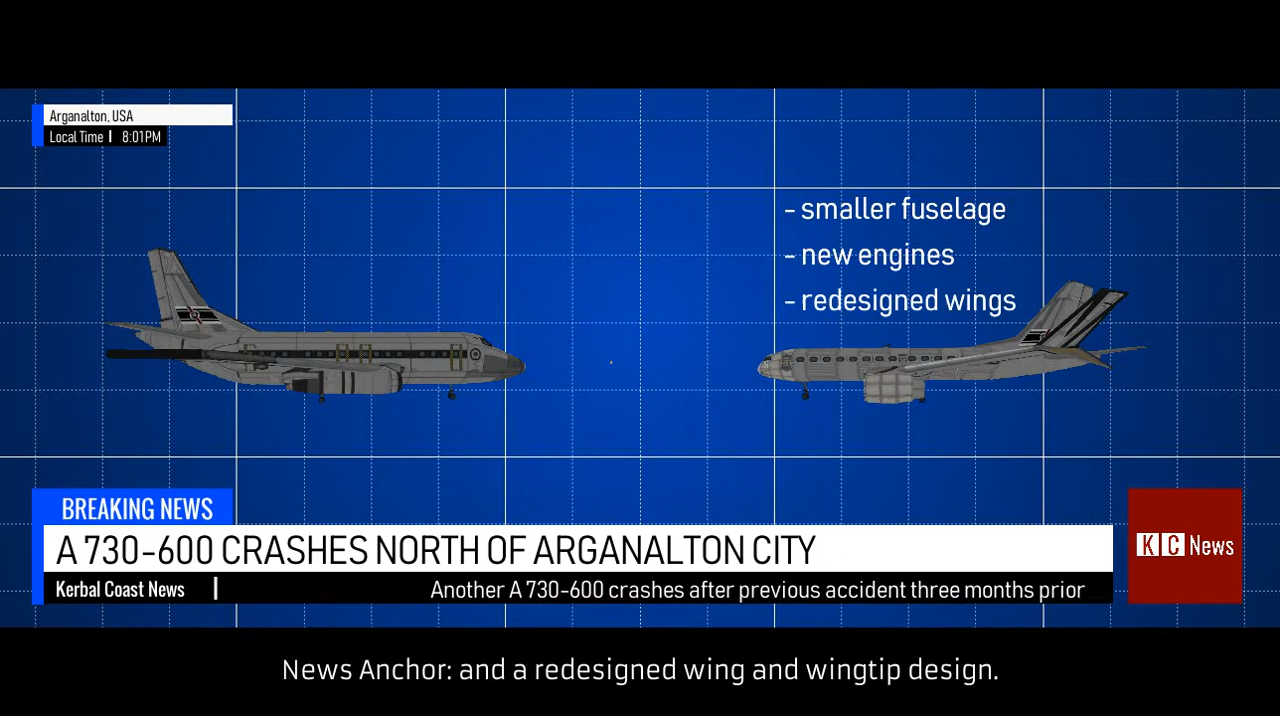 Arganalton, USA
Local Time | 8:01PM
- smaller fuselage
- new engines
- redesigned wings
BREAKING NEWS
A 730-600 CRASHES NORTH OF ARGANALTON CITY
Kerbal Coast News | Another A 730-600 crashes after previous accident three months prior
KC News
News Anchor: and a redesigned wing and wingtip design.